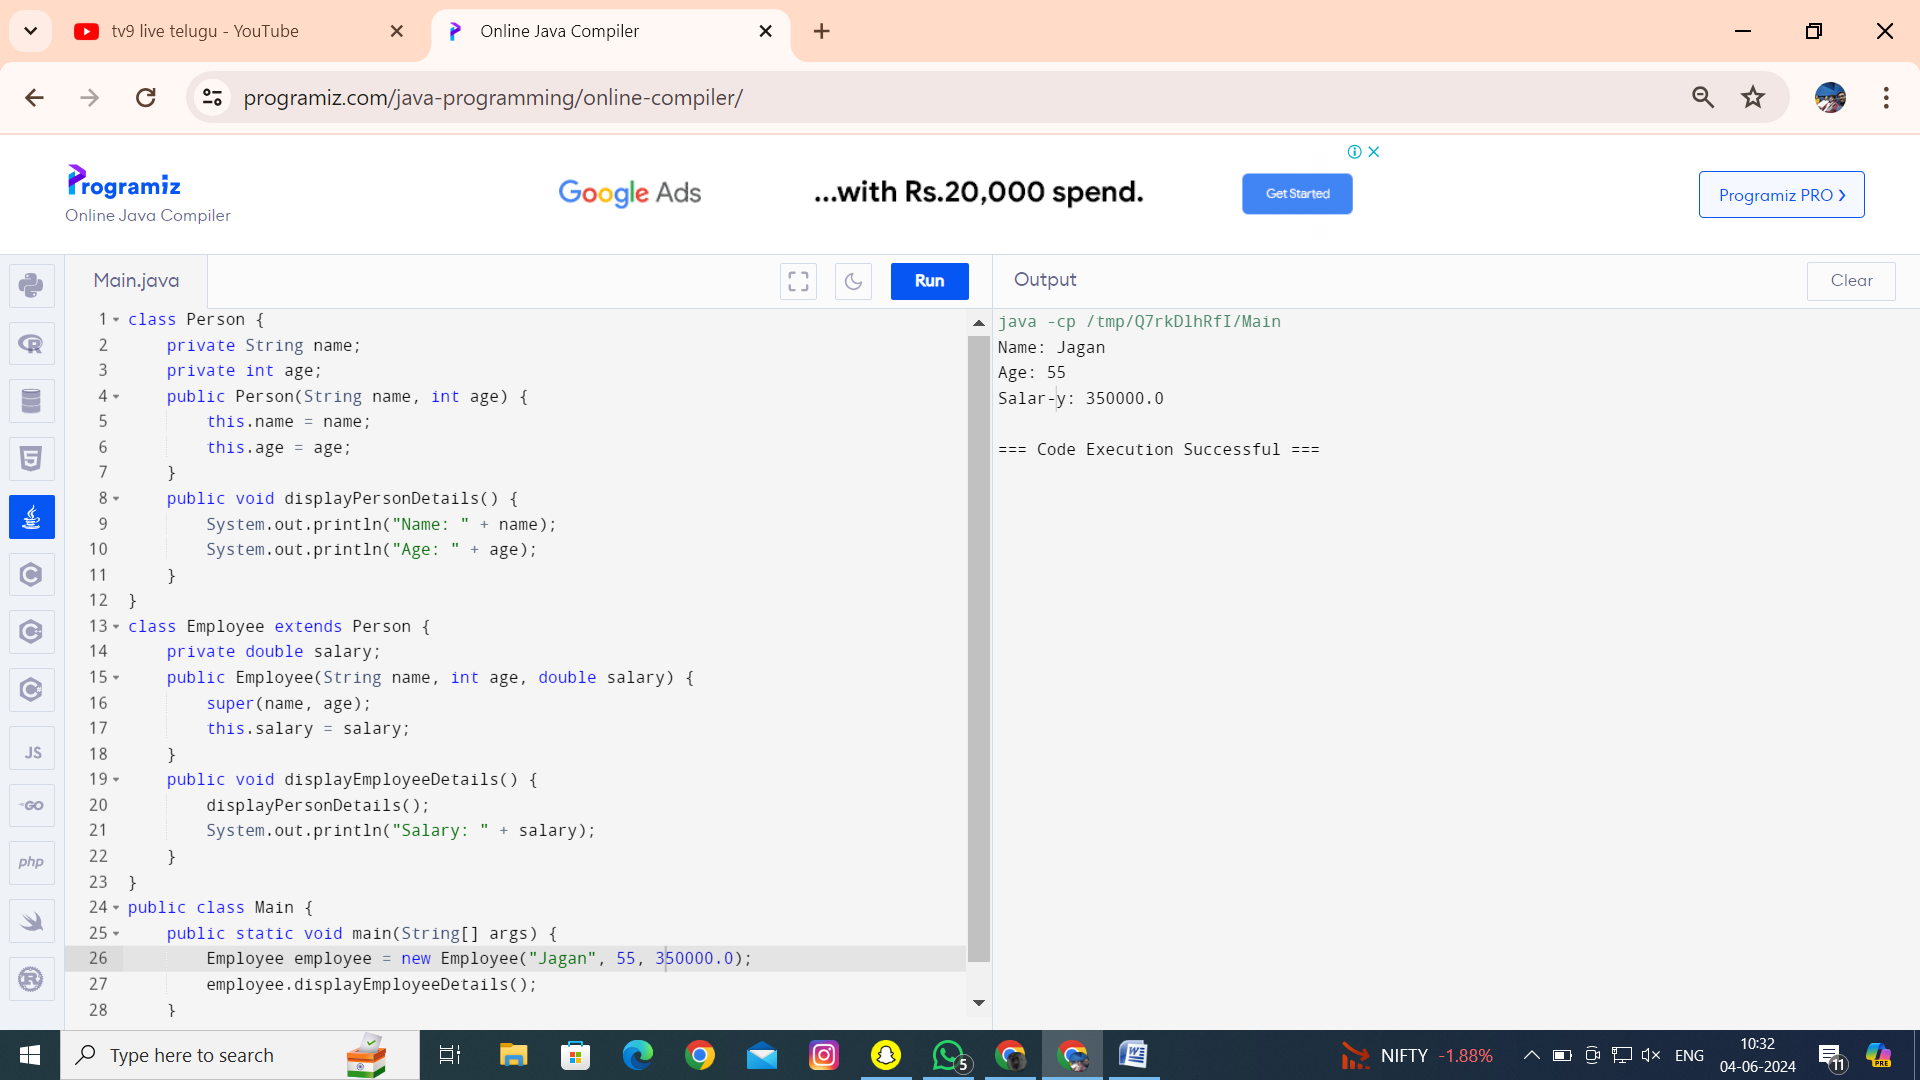 tv9 live telugu - YouTube
Online Java Compiler
programiz.com/java-programming/online-compiler/
Programiz
Online Java Compiler
Google Ads
...with Rs.20,000 spend.
Get Started
Programiz PRO
Main.java
Run
Output
Clear
1 class Person {
2 private String name;
3 private int age;
4 public Person(String name, int age) {
5 this.name = name;
6 this.age = age;
7 }
8 public void displayPersonDetails() {
9 System.out.println("Name: " + name);
10 System.out.println("Age: " + age);
11 }
12 }
13 class Employee extends Person {
14 private double salary;
15 public Employee(String name, int age, double salary) {
16 super(name, age);
17 this.salary = salary;
18 }
19 public void displayEmployeeDetails() {
20 displayPersonDetails();
21 System.out.println("Salary: " + salary);
22 }
23 }
24 public class Main {
25 public static void main(String[] args) {
26 Employee employee = new Employee("Jagan", 55, 350000.0);
27 employee.displayEmployeeDetails();
28 }
java -cp /tmp/Q7rkDlhRfI/Main
Name: Jagan
Age: 55
Salar-y: 350000.0
=== Code Execution Successful ===
JS
GO
php
Type here to search
5
NIFTY -1.88%
ENG
10:32
04-06-2024
11
PRE